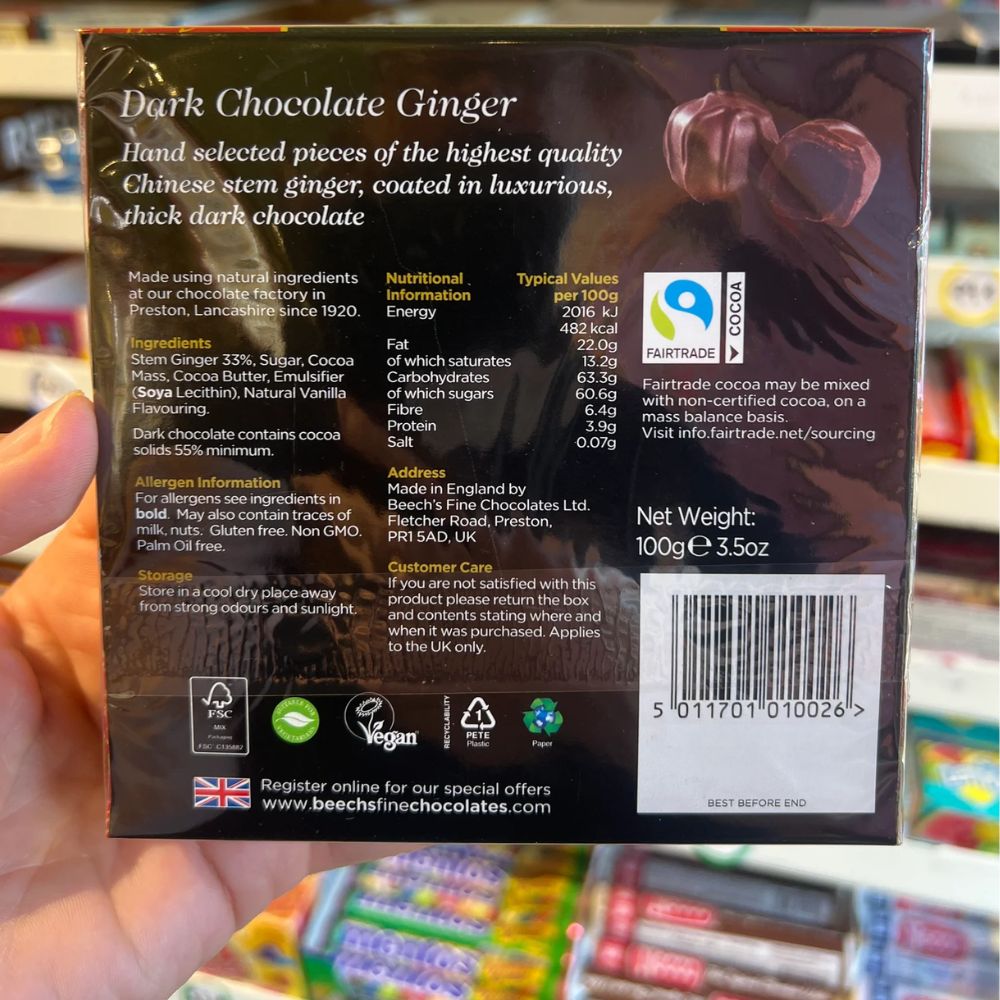 Dark Chocolate Ginger
Hand selected pieces of the highest quality
Chinese stem ginger, coated in luxurious,
thick dark chocolate
Made using natural ingredients
at our chocolate factory in
Preston, Lancashire since 1920.
Ingredients
Stem Ginger 33%, Sugar, Cocoa
Mass, Cocoa Butter, Emulsifier
(Soya Lecithin), Natural Vanilla
Flavouring.
Dark chocolate contains cocoa
solids 55% minimum.
Allergen Information
For allergens see ingredients in
bold. May also contain traces of
milk, nuts. Gluten free. Non GMO.
Palm Oil free.
Storage
Store in a cool dry place away
from strong odours and sunlight.
Nutritional Typical Values
Information per 100g
Energy 2016 kJ
482 kcal
Fat 22.0g
of which saturates 13.2g
Carbohydrates 63.3g
of which sugars 60.6g
Fibre 6.4g
Protein 3.9g
Salt 0.07g
Address
Made in England by
Beech's Fine Chocolates Ltd.
Fletcher Road, Preston,
PR1 5AD, UK
Customer Care
If you are not satisfied with this
product please return the box
and contents stating where and
when it was purchased. Applies
to the UK only.
FAIRTRADE
COCOA
Fairtrade cocoa may be mixed
with non-certified cocoa, on a
mass balance basis.
Visit info.fairtrade.net/sourcing
Net Weight:
100g℮ 3.5oz
5 011701 010026 >
BEST BEFORE END
FSC
MIX
Packaging
FSC® C135882
SUITABLE FOR
VEGETARIANS
Vegan
RECYCLABILITY
1
PETE
Plastic
Paper
Register online for our special offers
www.beechsfinechocolates.com